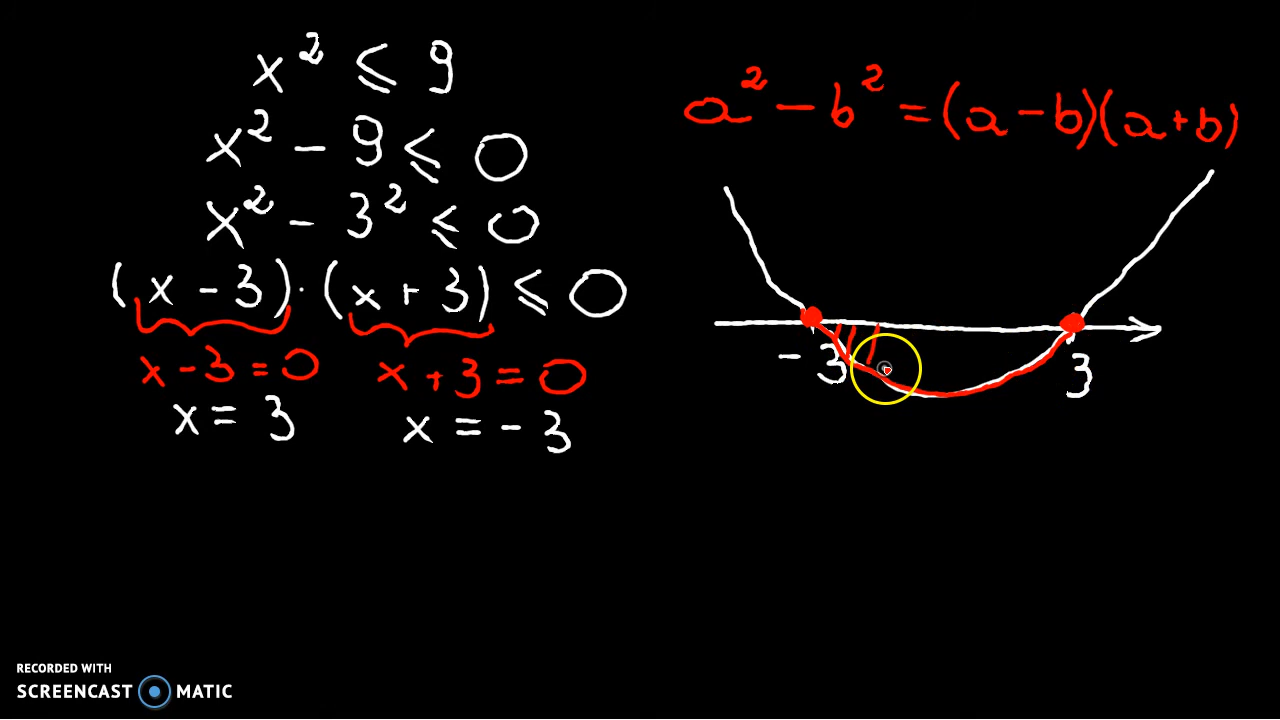 x² ≤ 9
x² - 9 ≤ 0
x² - 3² ≤ 0
(x - 3) · (x + 3) ≤ 0
x - 3 = 0 x + 3 = 0
x = 3 x = - 3
a² - b² = (a - b)(a + b)
- 3 3
RECORDED WITH
SCREENCAST MATIC